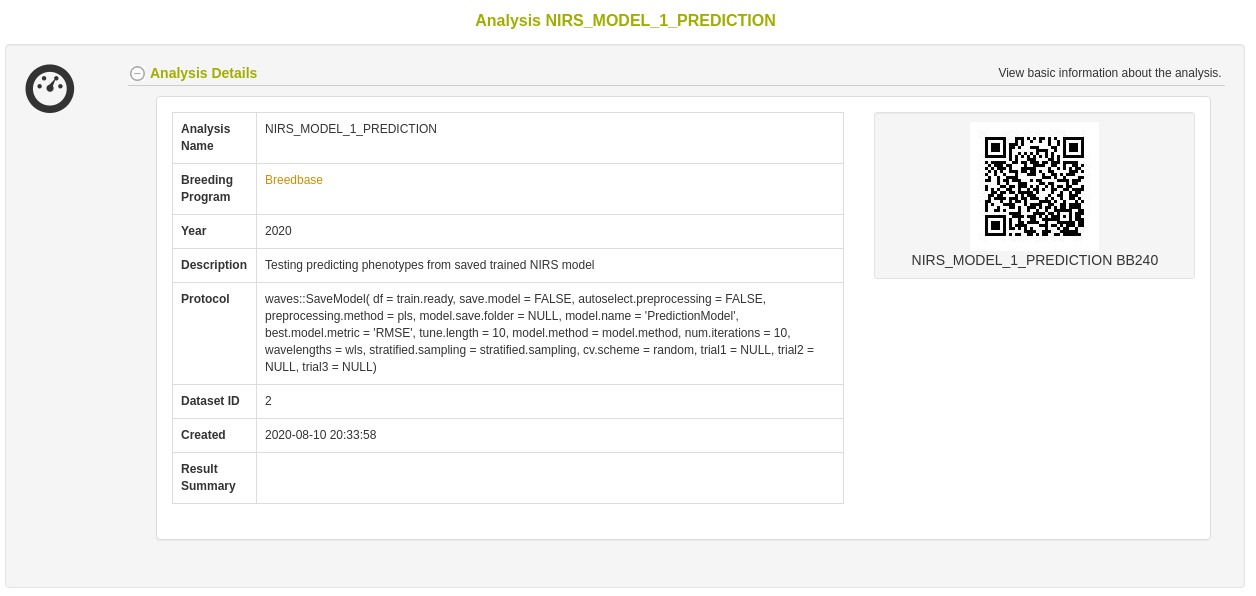 Analysis NIRS_MODEL_1_PREDICTION
Analysis Details
View basic information about the analysis.
Analysis Name
NIRS_MODEL_1_PREDICTION
Breeding Program
Breedbase
Year
2020
Description
Testing predicting phenotypes from saved trained NIRS model
Protocol
waves::SaveModel( df = train.ready, save.model = FALSE, autoselect.preprocessing = FALSE,
preprocessing.method = pls, model.save.folder = NULL, model.name = 'PredictionModel',
best.model.metric = 'RMSE', tune.length = 10, model.method = model.method, num.iterations = 10,
wavelengths = wls, stratified.sampling = stratified.sampling, cv.scheme = random, trial1 = NULL, trial2 =
NULL, trial3 = NULL)
Dataset ID
2
Created
2020-08-10 20:33:58
Result Summary
NIRS_MODEL_1_PREDICTION BB240